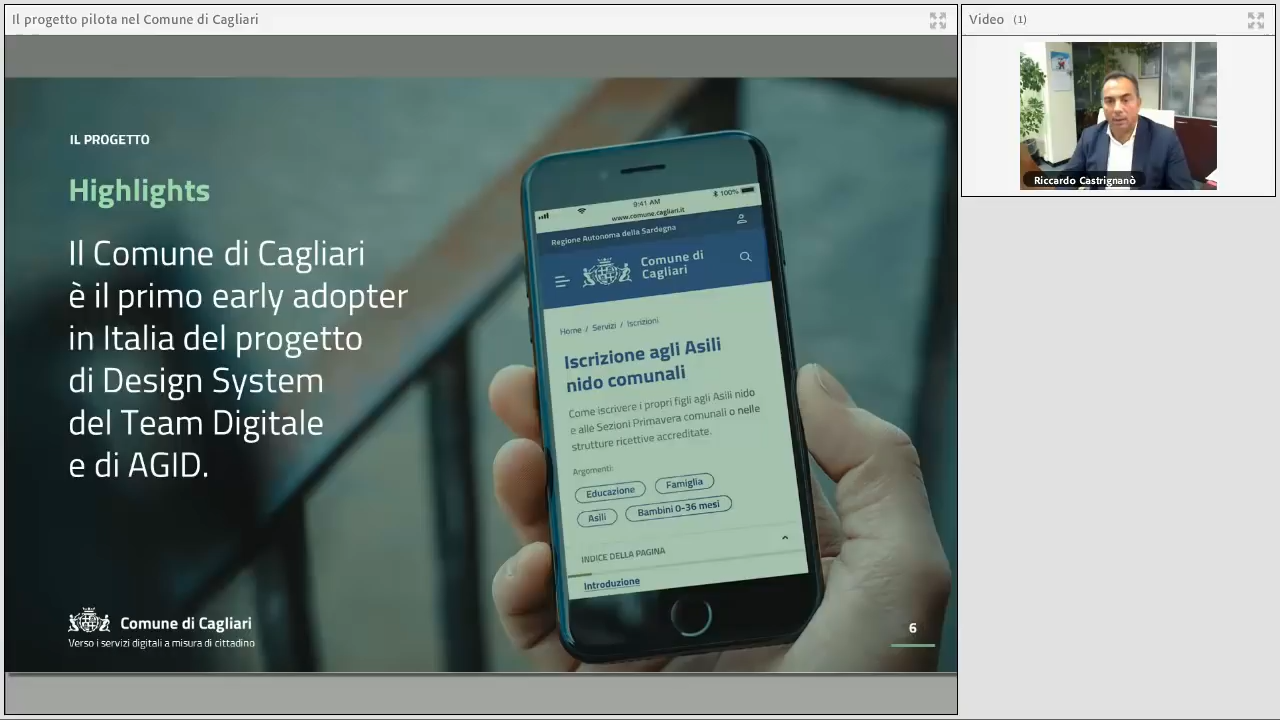 Il progetto pilota nel Comune di Cagliari
IL PROGETTO
Highlights
Il Comune di Cagliari
è il primo early adopter
in Italia del progetto
di Design System
del Team Digitale
e di AGID.
Comune di Cagliari
Verso i servizi digitali a misura di cittadino
9:41 AM
100%
www.comune.cagliari.it
Regione Autonoma della Sardegna
Comune di
Cagliari
Home / Servizi / Iscrizioni
Iscrizione agli Asili
nido comunali
Come iscrivere i propri figli agli Asili nido
e alle Sezioni Primavera comunali o nelle
strutture ricettive accreditate.
Argomenti:
Educazione
Famiglia
Asili
Bambini 0-36 mesi
INDICE DELLA PAGINA
Introduzione
6
Video (1)
Riccardo Castrignanò